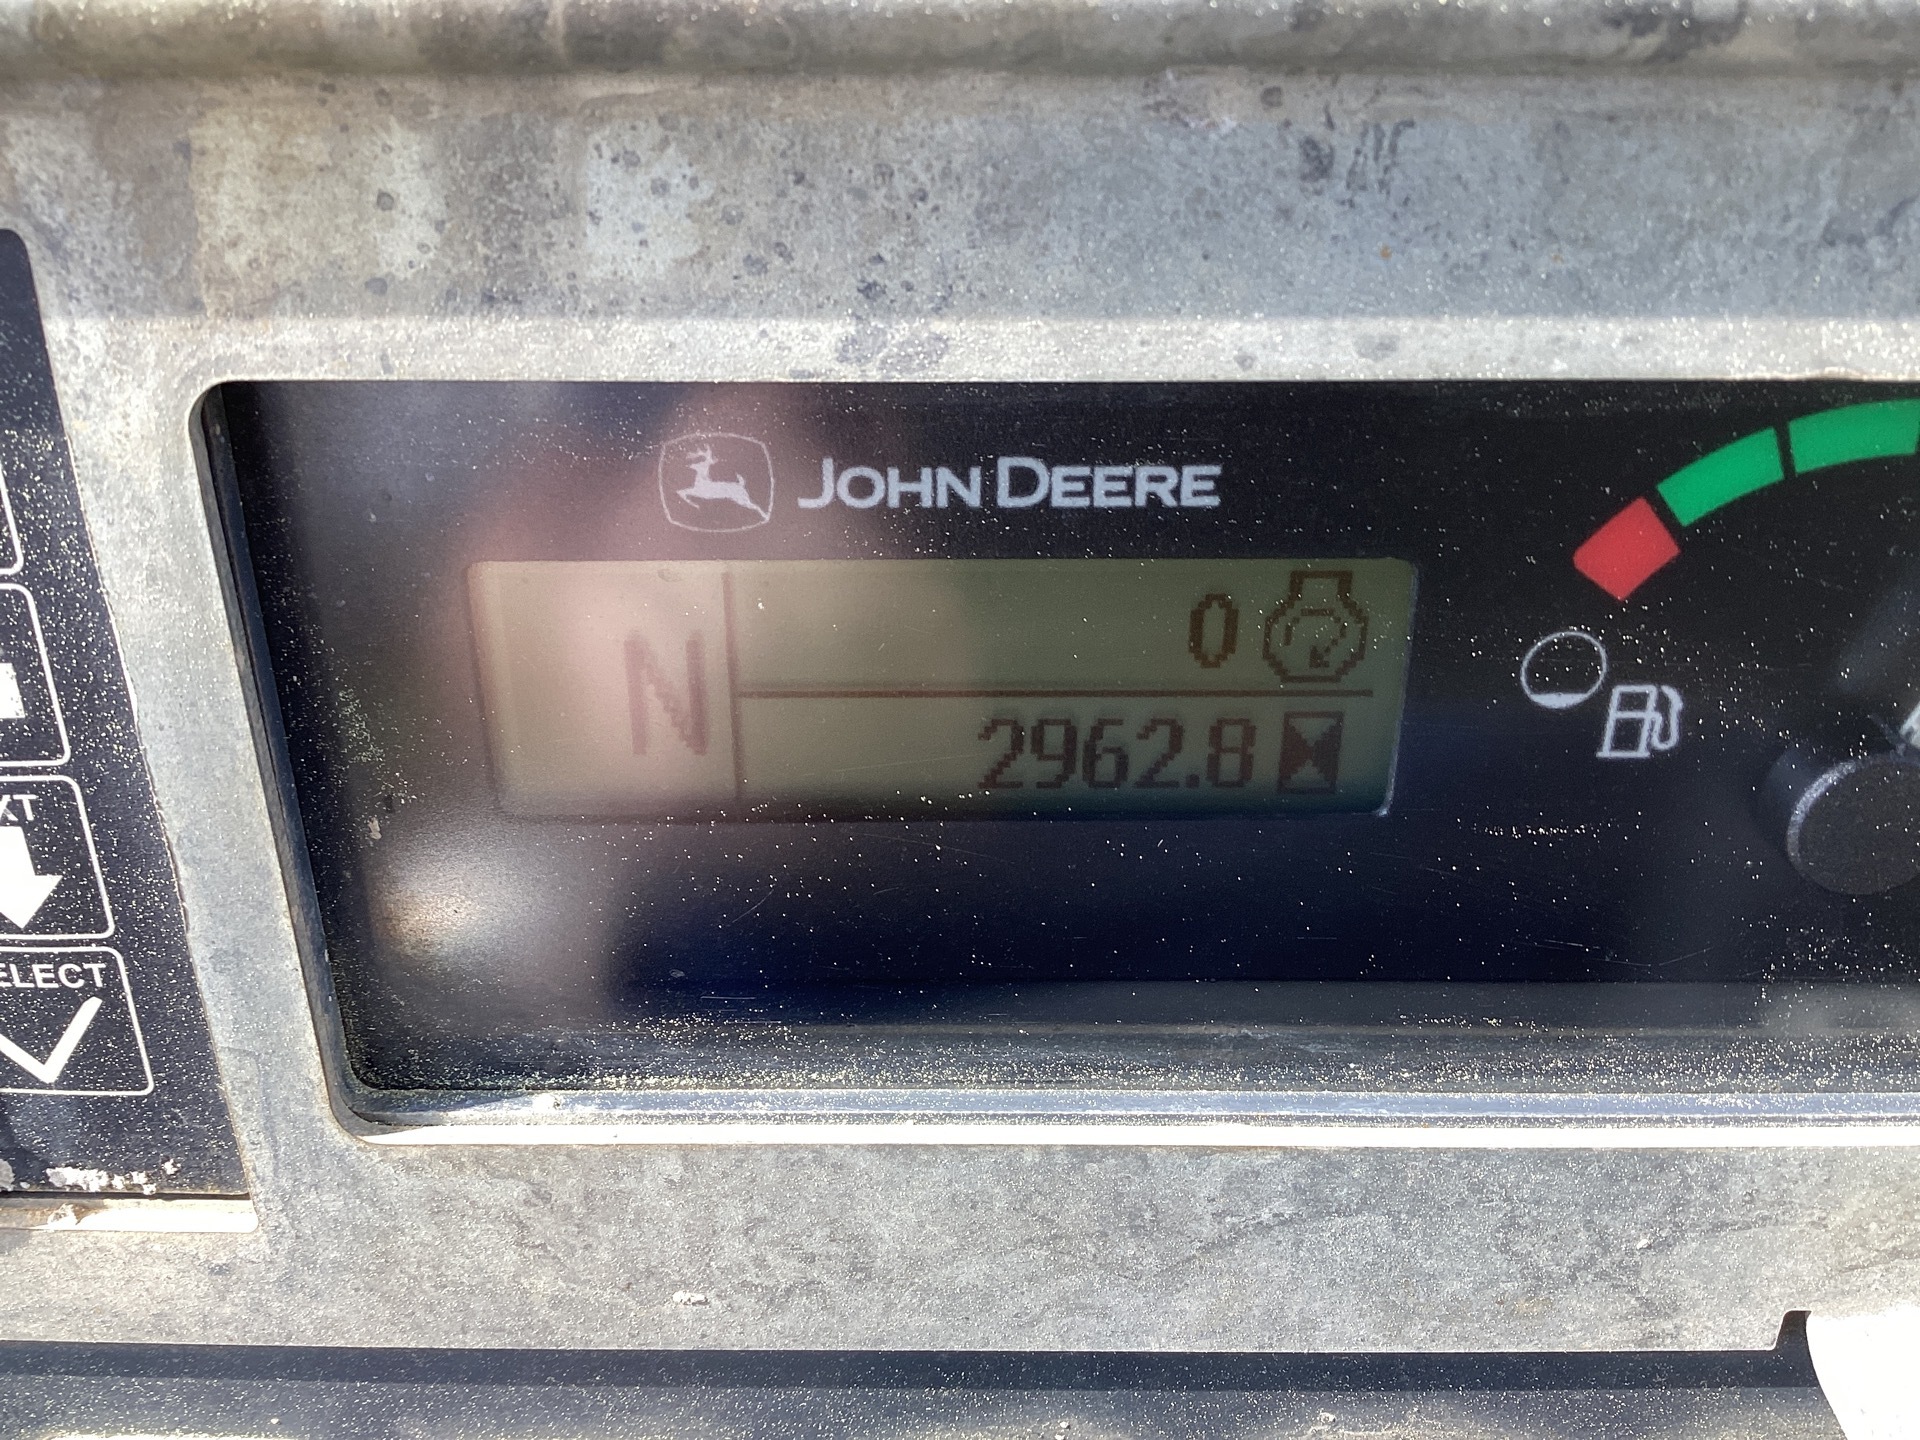 JOHN DEERE
N
0
2962.8
XT
ELECT